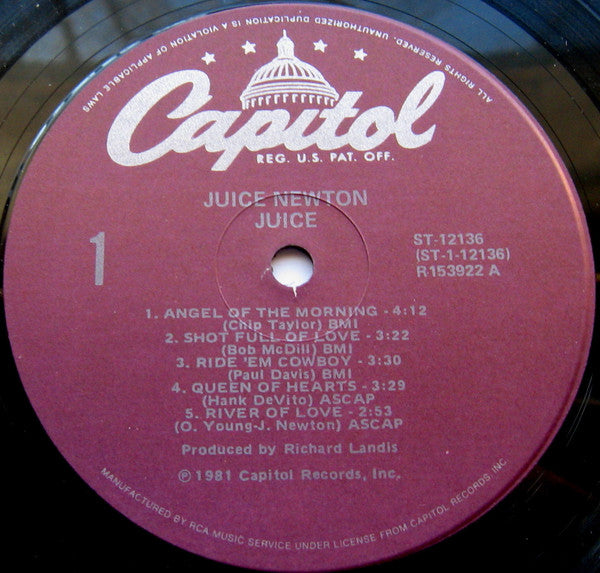 UNAUTHORIZED DUPLICATION IS A VIOLATION OF APPLICABLE LAWS
ALL RIGHTS RESERVED.
Capitol
REG. U.S. PAT. OFF.
JUICE NEWTON
JUICE
1
ST-12136
(ST-1-12136)
R153922 A
1. ANGEL OF THE MORNING - 4:12
(Chip Taylor) BMI
2. SHOT FULL OF LOVE - 3:22
(Bob McDill) BMI
3. RIDE 'EM COWBOY - 3:30
(Paul Davis) BMI
4. QUEEN OF HEARTS - 3:29
(Hank DeVito) ASCAP
5. RIVER OF LOVE - 2:53
(O. Young-J. Newton) ASCAP
Produced by Richard Landis
℗ 1981 Capitol Records, Inc.
MANUFACTURED BY RCA MUSIC SERVICE UNDER LICENSE FROM CAPITOL RECORDS INC.